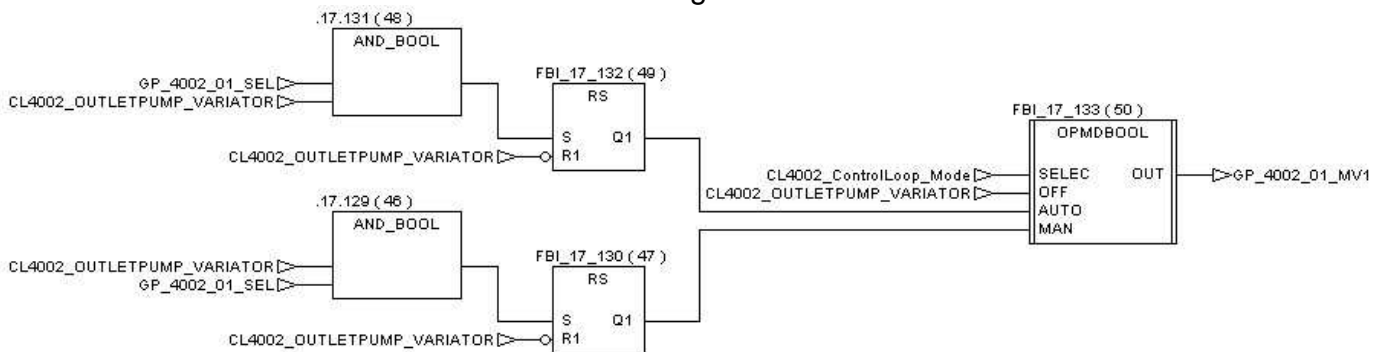 .17.131 ( 48 )
AND_BOOL
GP_4002_01_SEL
CL4002_OUTLETPUMP_VARIATOR
FBI_17_132 ( 49 )
RS
S Q1
CL4002_OUTLETPUMP_VARIATOR R1
FBI_17_133 ( 50 )
OPMDBOOL
CL4002_ControlLoop_Mode SELEC OUT GP_4002_01_MV1
CL4002_OUTLETPUMP_VARIATOR OFF
AUTO
MAN
.17.129 ( 46 )
AND_BOOL
CL4002_OUTLETPUMP_VARIATOR
GP_4002_01_SEL
FBI_17_130 ( 47 )
RS
S Q1
CL4002_OUTLETPUMP_VARIATOR R1